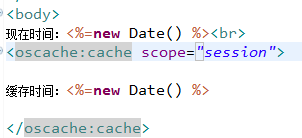 <body>
现在时间：<%=new Date() %><br>
<oscache:cache scope="session">
缓存时间：<%=new Date() %>
</oscache:cache>